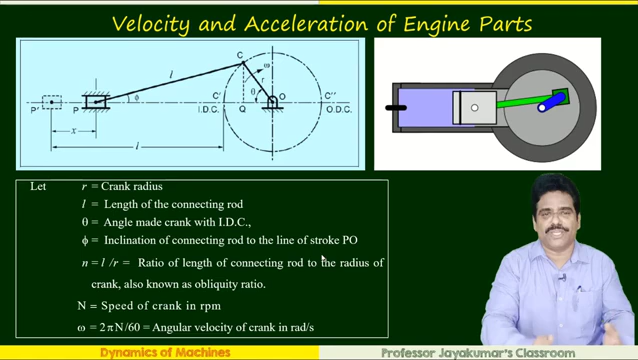 Velocity and Acceleration of Engine Parts
C
l
r
ω
ϕ
θ
P'
P
C'
O
C''
I.D.C.
Q
O.D.C.
x
l
Let r = Crank radius
l = Length of the connecting rod
θ = Angle made crank with I.D.C.,
ϕ = Inclination of connecting rod to the line of stroke PO
n = l /r = Ratio of length of connecting rod to the radius of
crank, also known as obliquity ratio.
N = Speed of crank in rpm
ω = 2πN/60 = Angular velocity of crank in rad/s
Dynamics of Machines
Professor Jayakumar's Classroom